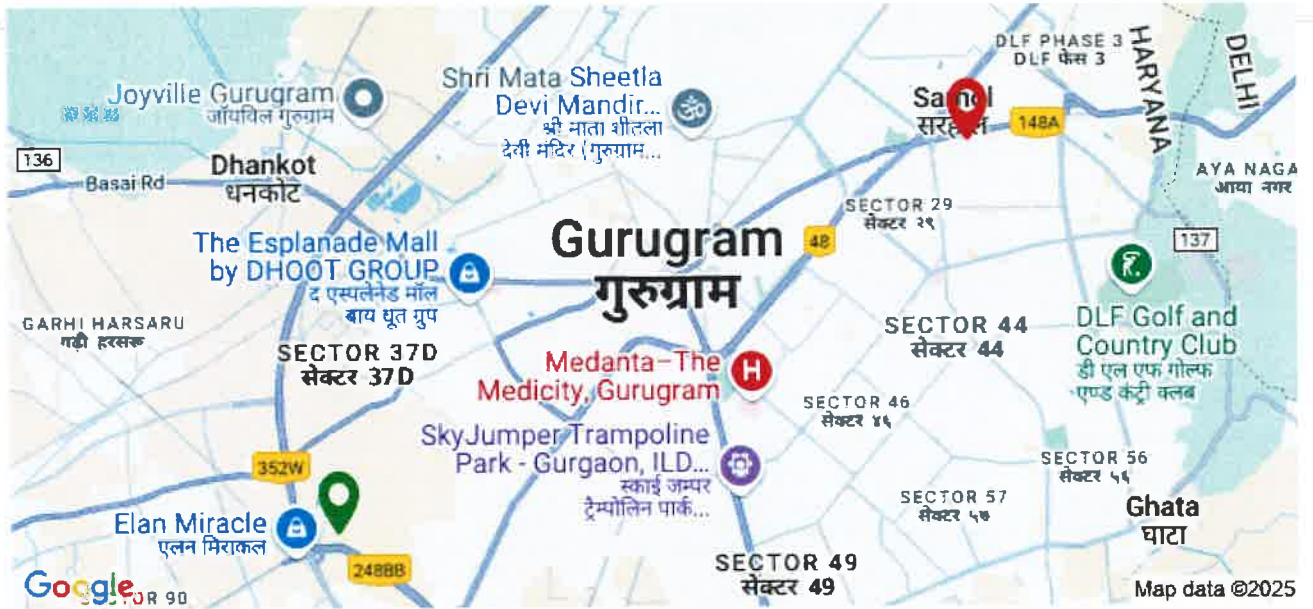 Joyville Gurugram
जॉयविल गुरुग्राम
Shri Mata Sheetla
Devi Mandir...
श्री माता शीतला
देवी मंदिर (गुरुग्राम...
DLF PHASE 3
DLF फेस 3
HARYANA
DELHI
148A
136
Basai Rd
Dhankot
धनकोट
AYA NAGA
आया नगर
SECTOR 29
सेक्टर २९
The Esplanade Mall
by DHOOT GROUP
द एस्पलेनेड मॉल
बाय धूत ग्रुप
Gurugram
गुरुग्राम
48
137
GARHI HARSARU
गढ़ी हरसरू
SECTOR 37D
सेक्टर 37D
SECTOR 44
सेक्टर 44
DLF Golf and
Country Club
डी एल एफ गोल्फ
एण्ड कंट्री क्लब
Medanta-The
Medicity, Gurugram
H
SECTOR 46
सेक्टर ४६
SkyJumper Trampoline
Park - Gurgaon, ILD...
स्काई जम्पर
ट्रैम्पोलिन पार्क...
SECTOR 56
सेक्टर ५६
352W
SECTOR 57
सेक्टर ५७
Ghata
घाटा
Elan Miracle
एलन मिराकल
248BB
SECTOR 49
सेक्टर 49
Google
OR 90
Map data ©2025